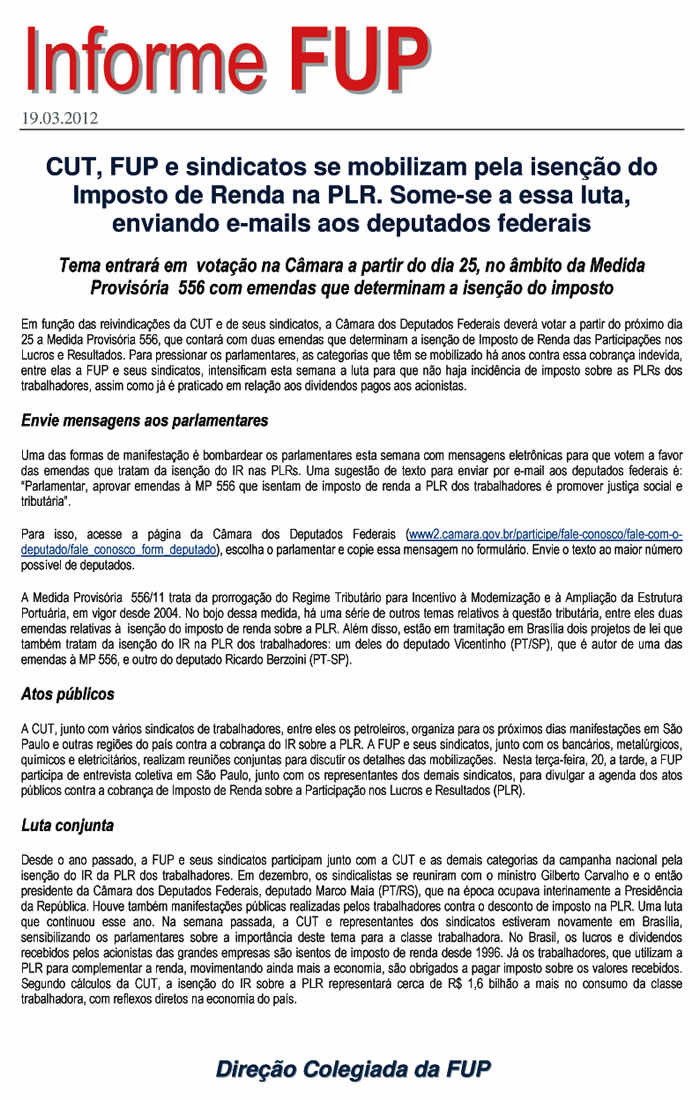 Informe FUP
19.03.2012
CUT, FUP e sindicatos se mobilizam pela isenção do
Imposto de Renda na PLR. Some-se a essa luta,
enviando e-mails aos deputados federais
Tema entrará em votação na Câmara a partir do dia 25, no âmbito da Medida
Provisória 556 com emendas que determinam a isenção do imposto
Em função das reivindicações da CUT e de seus sindicatos, a Câmara dos Deputados Federais deverá votar a partir do próximo dia
25 a Medida Provisória 556, que contará com duas emendas que determinam a isenção de Imposto de Renda das Participações nos
Lucros e Resultados. Para pressionar os parlamentares, as categorias que têm se mobilizado há anos contra essa cobrança indevida,
entre elas a FUP e seus sindicatos, intensificam esta semana a luta para que não haja incidência de imposto sobre as PLRs dos
trabalhadores, assim como já é praticado em relação aos dividendos pagos aos acionistas.
Envie mensagens aos parlamentares
Uma das formas de manifestação é bombardear os parlamentares esta semana com mensagens eletrônicas para que votem a favor
das emendas que tratam da isenção do IR nas PLRs. Uma sugestão de texto para enviar por e-mail aos deputados federais é:
“Parlamentar, aprovar emendas à MP 556 que isentam de imposto de renda a PLR dos trabalhadores é promover justiça social e
tributária".
Para isso, acesse a página da Câmara dos Deputados Federais (www2.camara.gov.br/participe/fale-conosco/fale-com-o-
deputado/fale_conosco_form_deputado), escolha o parlamentar e copie essa mensagem no formulário. Envie o texto ao maior número
possível de deputados.
A Medida Provisória 556/11 trata da prorrogação do Regime Tributário para Incentivo à Modernização e à Ampliação da Estrutura
Portuária, em vigor desde 2004. No bojo dessa medida, há uma série de outros temas relativos à questão tributária, entre eles duas
emendas relativas à isenção do imposto de renda sobre a PLR. Além disso, estão em tramitação em Brasília dois projetos de lei que
também tratam da isenção do IR na PLR dos trabalhadores: um deles do deputado Vicentinho (PT/SP), que é autor de uma das
emendas à MP 556, e outro do deputado Ricardo Berzoini (PT-SP).
Atos públicos
A CUT, junto com vários sindicatos de trabalhadores, entre eles os petroleiros, organiza para os próximos dias manifestações em São
Paulo e outras regiões do país contra a cobrança do IR sobre a PLR. A FUP e seus sindicatos, junto com os bancários, metalúrgicos,
químicos e eletricitários, realizam reuniões conjuntas para discutir os detalhes das mobilizações. Nesta terça-feira, 20, a tarde, a FUP
participa de entrevista coletiva em São Paulo, junto com os representantes dos demais sindicatos, para divulgar a agenda dos atos
públicos contra a cobrança de Imposto de Renda sobre a Participação nos Lucros e Resultados (PLR).
Luta conjunta
Desde o ano passado, a FUP e seus sindicatos participam junto com a CUT e as demais categorias da campanha nacional pela
isenção do IR da PLR dos trabalhadores. Em dezembro, os sindicalistas se reuniram com o ministro Gilberto Carvalho e o então
presidente da Câmara dos Deputados Federais, deputado Marco Maia (PT/RS), que na época ocupava interinamente a Presidência
da República. Houve também manifestações públicas realizadas pelos trabalhadores contra o desconto de imposto na PLR. Uma luta
que continuou esse ano. Na semana passada, a CUT e representantes dos sindicatos estiveram novamente em Brasília,
sensibilizando os parlamentares sobre a importância deste tema para a classe trabalhadora. No Brasil, os lucros e dividendos
recebidos pelos acionistas das grandes empresas são isentos de imposto de renda desde 1996. Já os trabalhadores, que utilizam a
PLR para complementar a renda, movimentando ainda mais a economia, são obrigados a pagar imposto sobre os valores recebidos.
Segundo cálculos da CUT, a isenção do IR sobre a PLR representará cerca de R$ 1,6 bilhão a mais no consumo da classe
trabalhadora, com reflexos diretos na economia do país.
Direção Colegiada da FUP